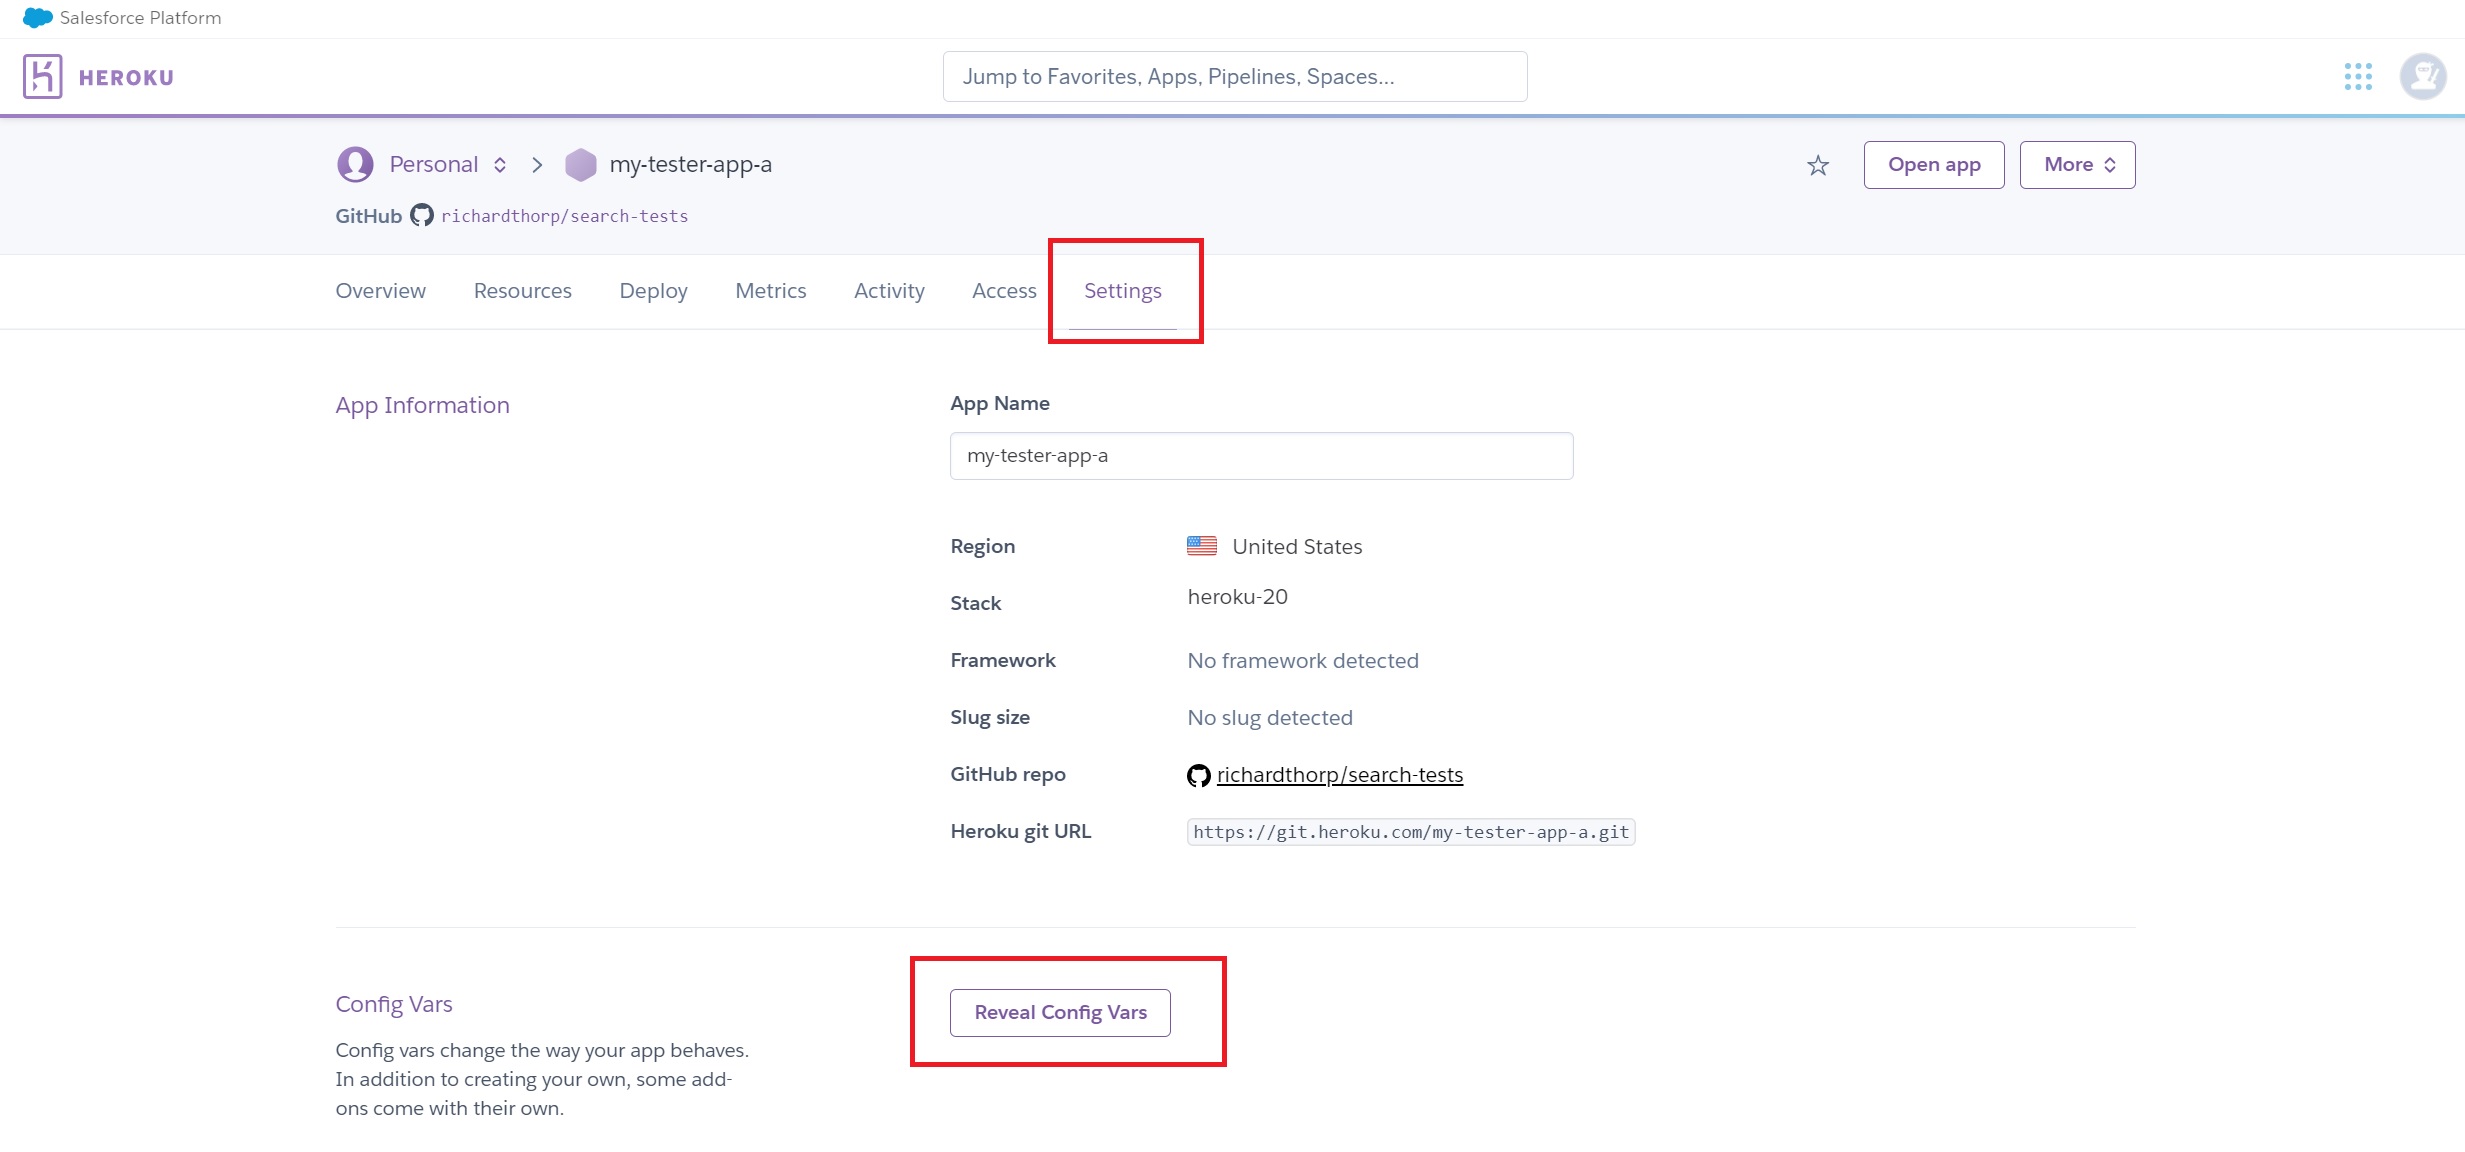 Salesforce Platform
HEROKU
Jump to Favorites, Apps, Pipelines, Spaces...
Personal
my-tester-app-a
Open app
More
GitHub richardthorp/search-tests
Overview
Resources
Deploy
Metrics
Activity
Access
Settings
App Information
App Name
my-tester-app-a
Region United States
Stack heroku-20
Framework No framework detected
Slug size No slug detected
GitHub repo richardthorp/search-tests
Heroku git URL https://git.heroku.com/my-tester-app-a.git
Config Vars
Config vars change the way your app behaves.
In addition to creating your own, some add-
ons come with their own.
Reveal Config Vars